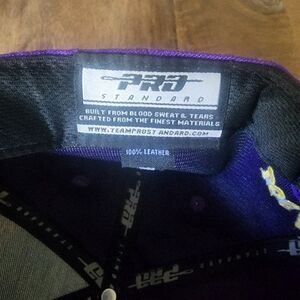 PRO
STANDARD
BUILT FROM BLOOD SWEAT & TEARS
CRAFTED FROM THE FINEST MATERIALS
WWW.TEAMPROSTANDARD.COM
100% LEATHER